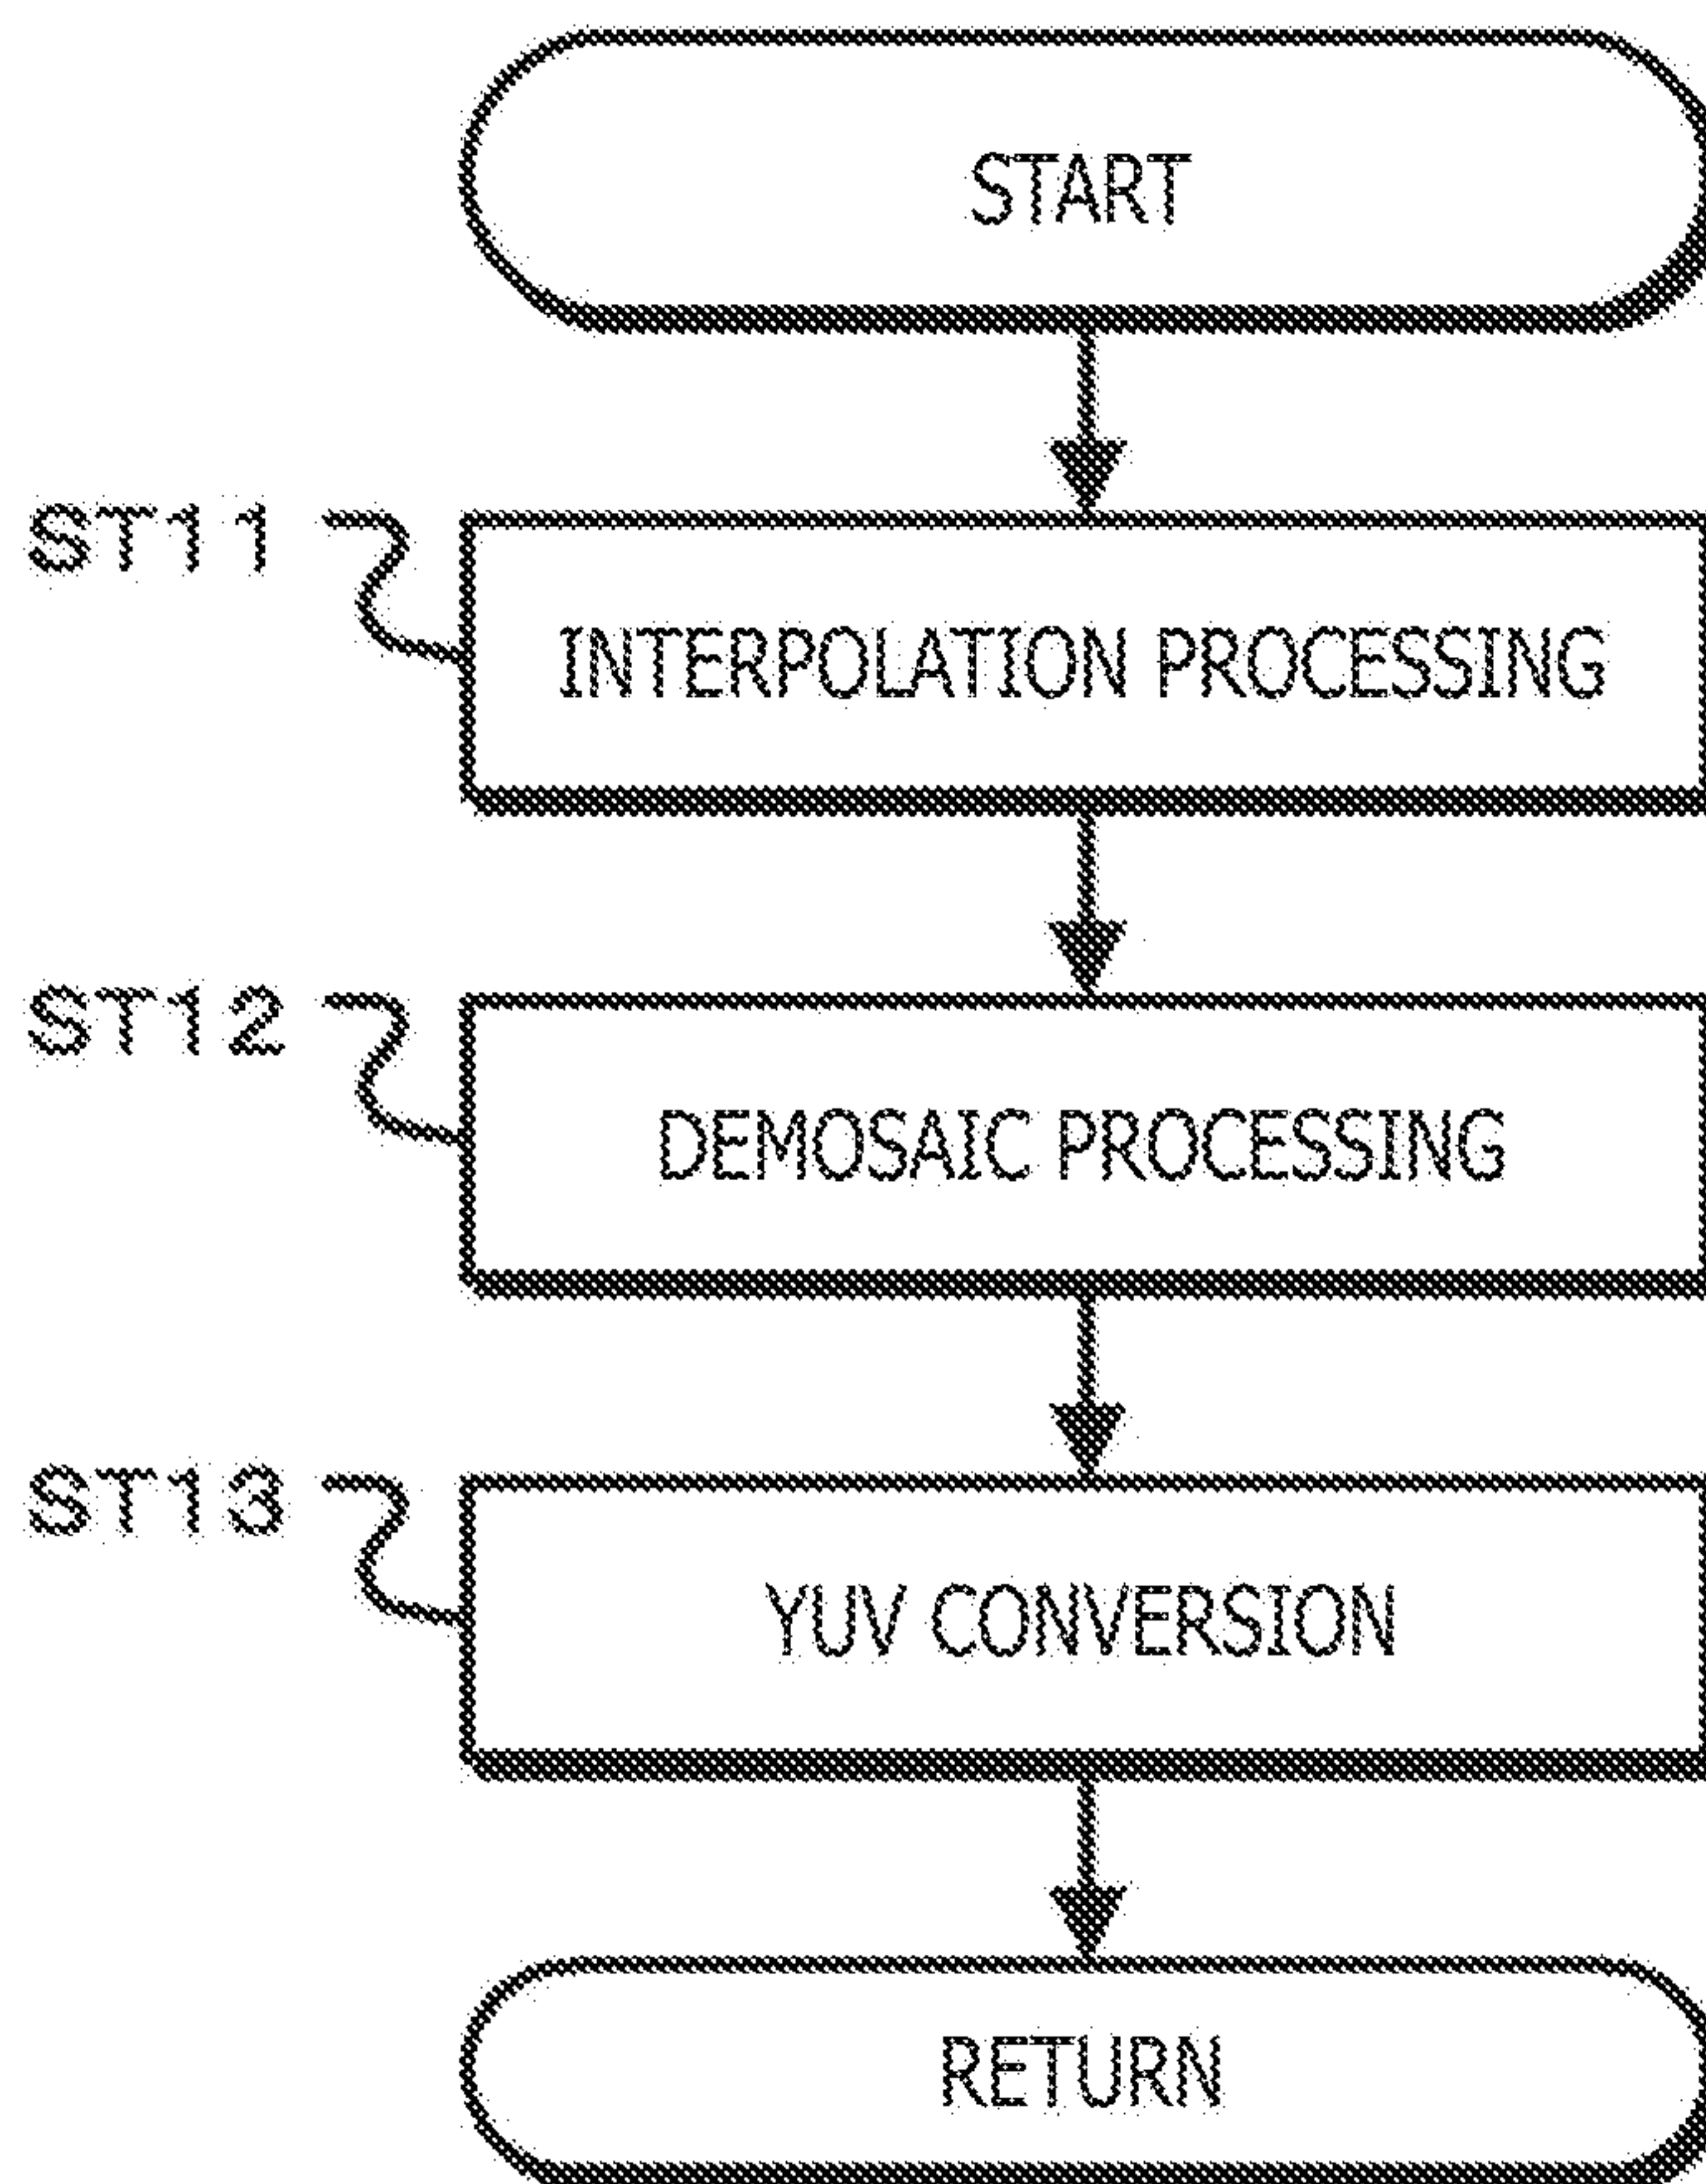 START
ST11
INTERPOLATION PROCESSING
ST12
DEMOSAIC PROCESSING
ST13
YUV CONVERSION
RETURN